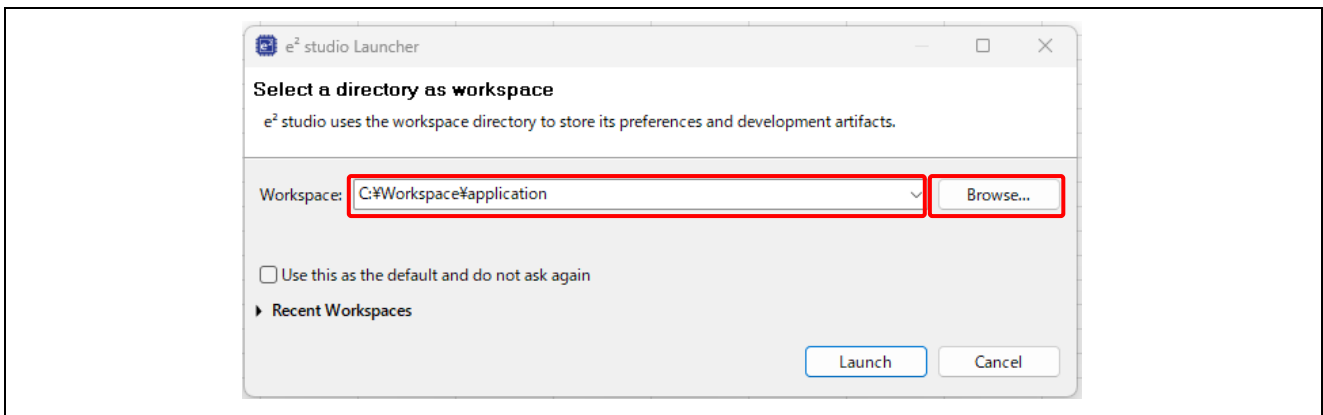 e² studio Launcher
Select a directory as workspace
e² studio uses the workspace directory to store its preferences and development artifacts.
Workspace: C:¥Workspace¥application Browse...
Use this as the default and do not ask again
Recent Workspaces
Launch Cancel